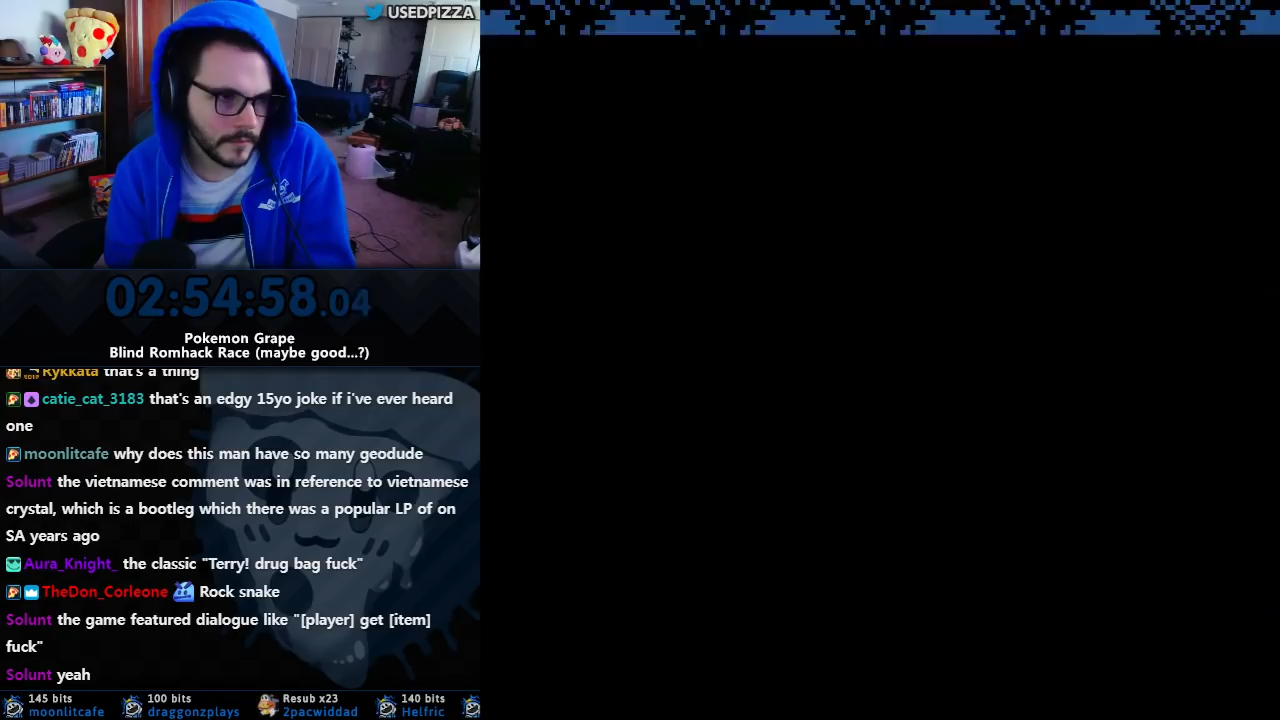 USEDPIZZA
02:54:58.04
Pokemon Grape
Blind Romhack Race (maybe good...?)
Rykkata that's a thing
catie_cat_3183 that's an edgy 15yo joke if i've ever heard
one
moonlitcafe why does this man have so many geodude
Solunt the vietnamese comment was in reference to vietnamese
crystal, which is a bootleg which there was a popular LP of on
SA years ago
Aura_Knight_ the classic "Terry! drug bag fuck"
TheDon_Corleone Rock snake
Solunt the game featured dialogue like "[player] get [item]
fuck"
Solunt yeah
145 bits
moonlitcafe
100 bits
draggonzplays
Resub x23
2pacwiddad
140 bits
Helfric